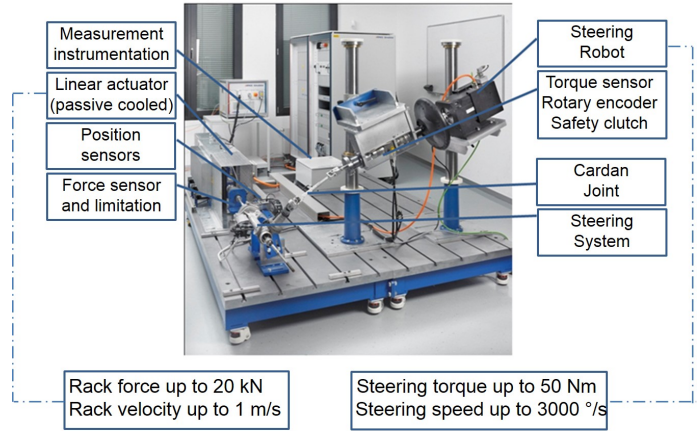 Measurement
instrumentation
Linear actuator
(passive cooled)
Position
sensors
Force sensor
and limitation
Steering
Robot
Torque sensor
Rotary encoder
Safety clutch
Cardan
Joint
Steering
System
Rack force up to 20 kN
Rack velocity up to 1 m/s
Steering torque up to 50 Nm
Steering speed up to 3000 °/s